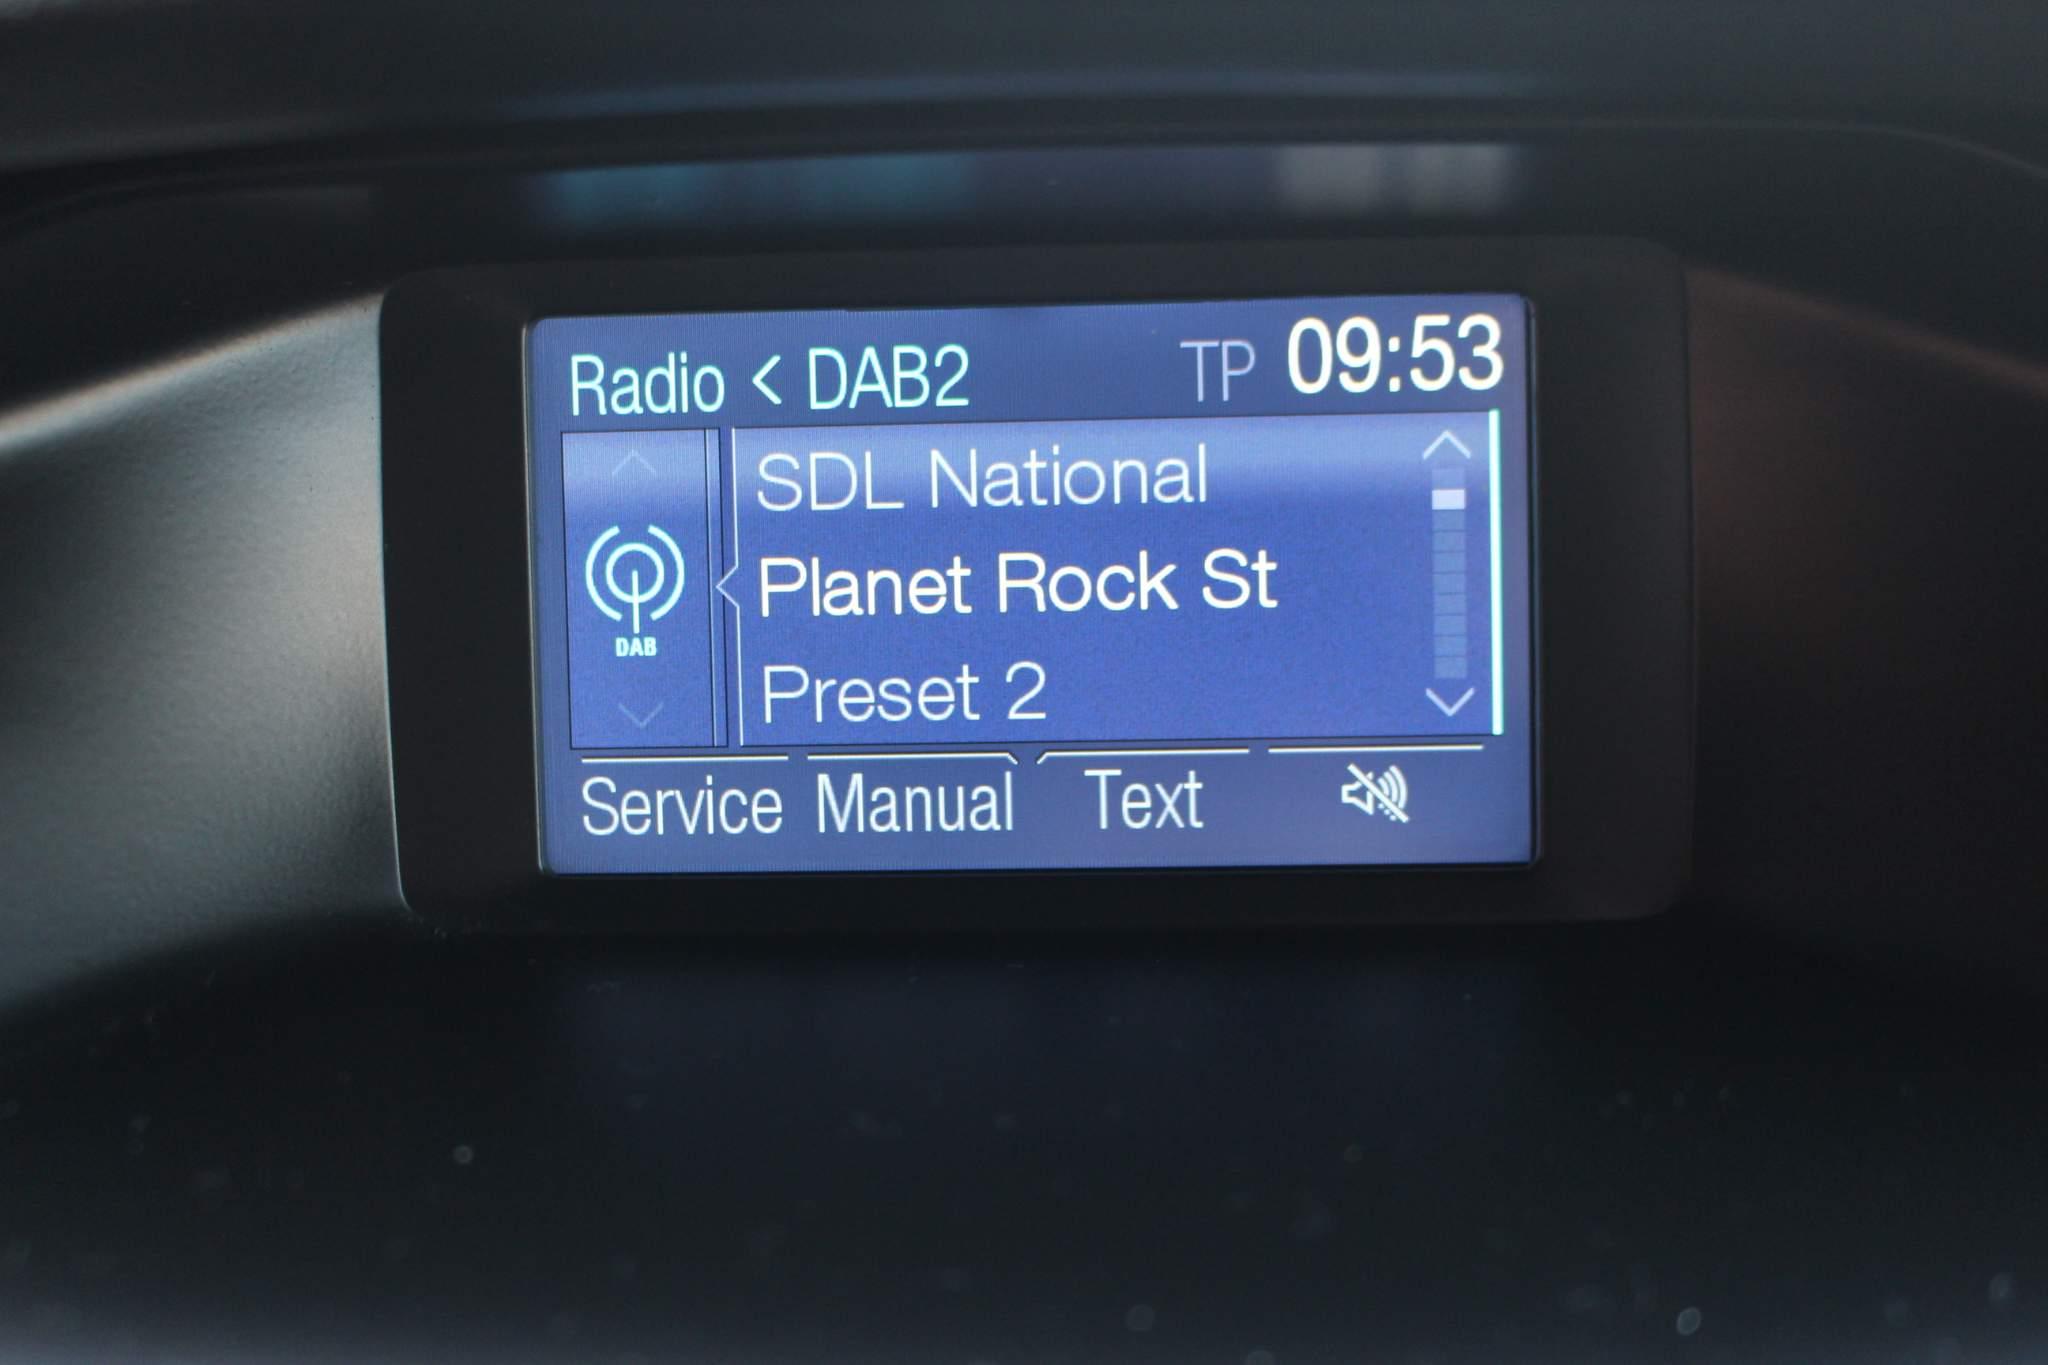 Radio < DAB2 TP 09:53
SDL National
Planet Rock St
DAB
Preset 2
Service Manual Text